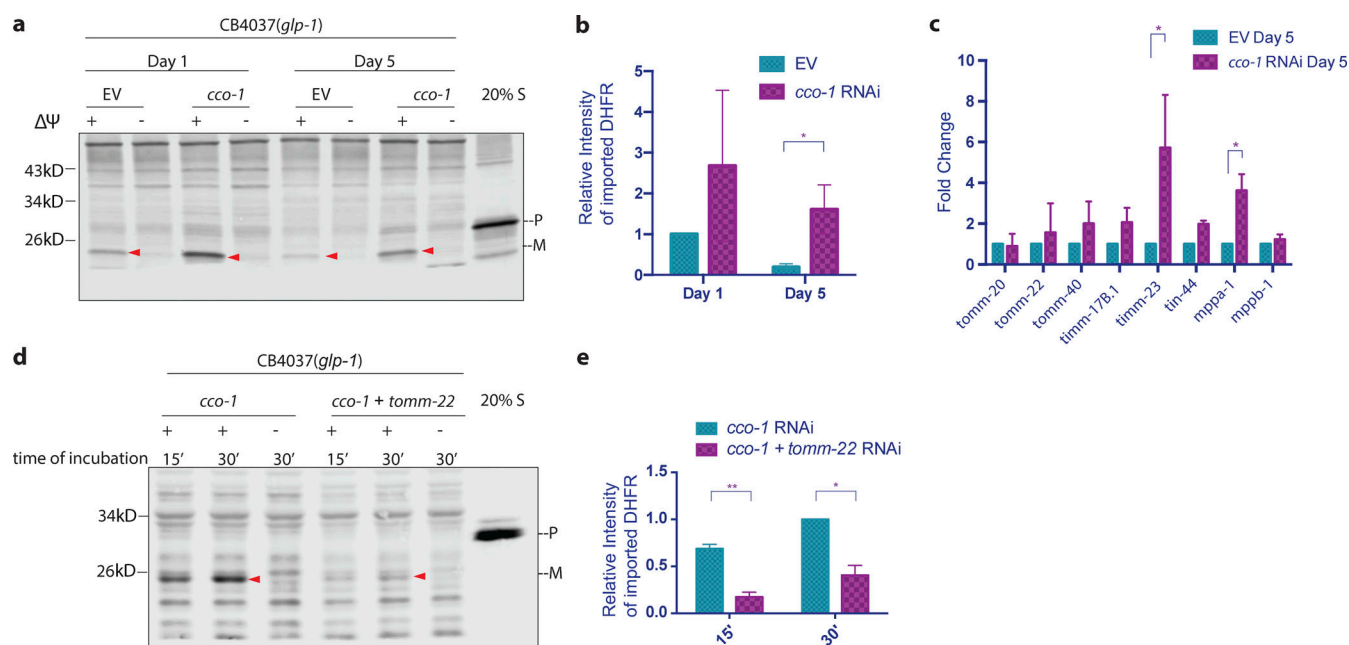 a
CB4037(glp-1)
Day 1 Day 5
EV cco-1 EV cco-1 20% S
ΔΨ + - + - + - + -
43kD
34kD
26kD
--P
--M
b
EV
cco-1 RNAi
Relative Intensity
of imported DHFR
5
4
3
2
1
0
*
Day 1 Day 5
c
EV Day 5
cco-1 RNAi Day 5
Fold Change
10
8
6
4
2
0
*
*
tomm-20
tomm-22
tomm-40
timm-17B.1
timm-23
tin-44
mppa-1
mppb-1
d
CB4037(glp-1)
cco-1 cco-1 + tomm-22 20% S
+ + - + + -
time of incubation 15' 30' 30' 15' 30' 30'
34kD
26kD
--P
--M
e
cco-1 RNAi
cco-1 + tomm-22 RNAi
Relative Intensity
of imported DHFR
1.5
1.0
0.5
0.0
**
*
15' 30'